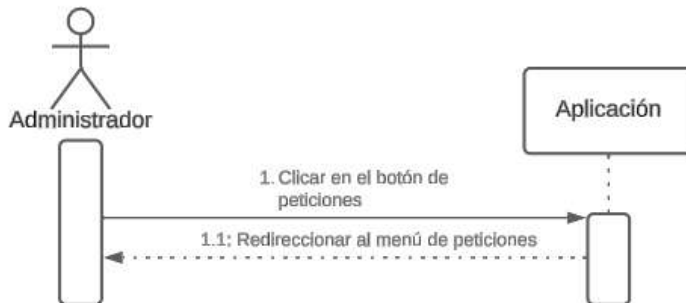 Administrador
Aplicación
1. Clicar en el botón de
peticiones
1.1: Redireccionar al menú de peticiones